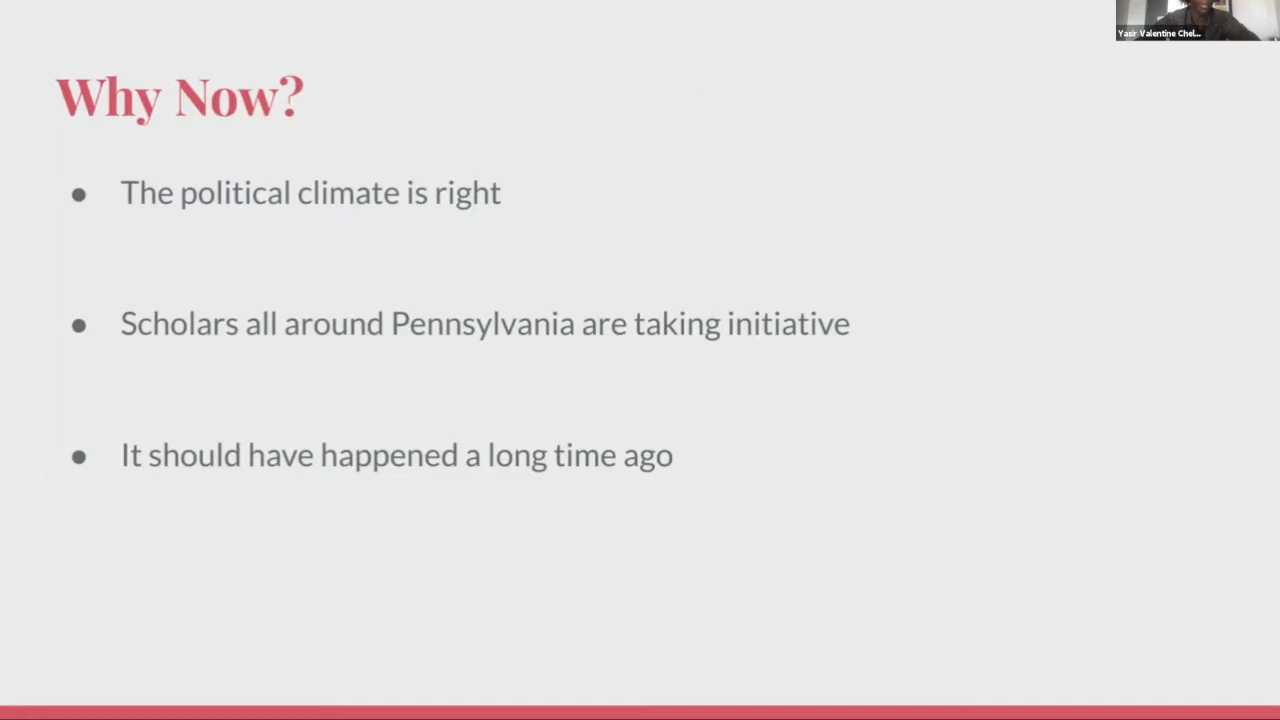 Yasir Valentine Chel...
Why Now?
● The political climate is right
● Scholars all around Pennsylvania are taking initiative
● It should have happened a long time ago